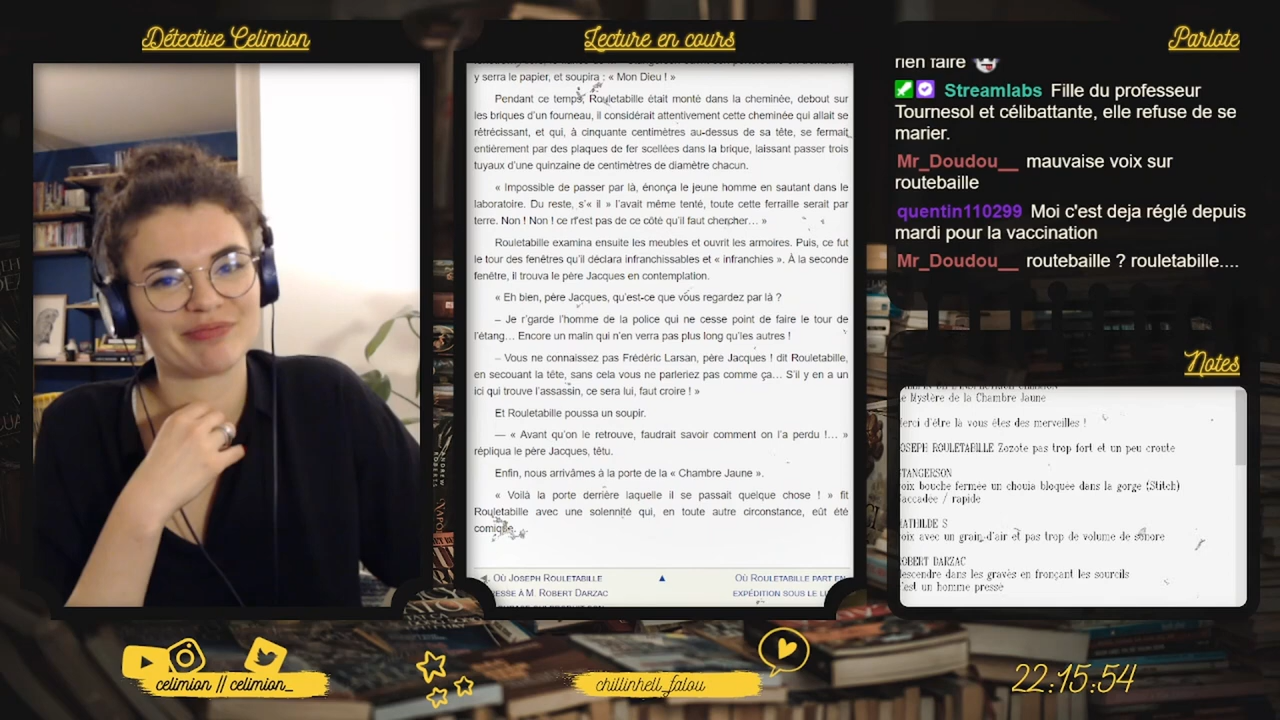 Détective Celimion
Lecture en cours
y serra le papier, et soupira : « Mon Dieu ! »
Pendant ce temps, Rouletabille était monté dans la cheminée, debout sur
les briques d'un fourneau, il considérait attentivement cette cheminée qui allait se
rétrécissant, et qui, à cinquante centimètres au-dessus de sa tête, se fermait
entièrement par des plaques de fer scellées dans la brique, laissant passer trois
tuyaux d'une quinzaine de centimètres de diamètre chacun.
« Impossible de passer par là, énonça le jeune homme en sautant dans le
laboratoire. Du reste, s'« il » l'avait même tenté, toute cette ferraille serait par
terre. Non ! Non ! ce n'est pas de ce côté qu'il faut chercher… »
Rouletabille examina ensuite les meubles et ouvrit les armoires. Puis, ce fut
le tour des fenêtres qu'il déclara infranchissables et « infranchies ». À la seconde
fenêtre, il trouva le père Jacques en contemplation.
« Eh bien, père Jacques, qu'est-ce que vous regardez par là ?
– Je r'garde l'homme de la police qui ne cesse point de faire le tour de
l'étang… Encore un malin qui n'en verra pas plus long qu'les autres !
– Vous ne connaissez pas Frédéric Larsan, père Jacques ! dit Rouletabille,
en secouant la tête, sans cela vous ne parleriez pas comme ça… S'il y en a un
ici qui trouve l'assassin, ce sera lui, faut croire ! »
Et Rouletabille poussa un soupir.
— « Avant qu'on le retrouve, faudrait savoir comment on l'a perdu !… »
répliqua le père Jacques, têtu.
Enfin, nous arrivâmes à la porte de la « Chambre Jaune ».
« Voilà la porte derrière laquelle il se passait quelque chose ! » fit
Rouletabille avec une solennité qui, en toute autre circonstance, eût été
comique.
Où Joseph Rouletabille
▲
Où Rouletabille part en
esse à M. Robert Darzac
expédition sous le
Parlote
rien faire
Streamlabs Fille du professeur
Tournesol et célibattante, elle refuse de se
marier.
Mr_Doudou__ mauvaise voix sur
routebaille
quentin110299 Moi c'est deja réglé depuis
mardi pour la vaccination
Mr_Doudou__ routebaille ? rouletabille....
Notes
e Mystère de la Chambre Jaune
erci d'être là vous êtes des merveilles !
OSEPH ROULETABILLE Zozote pas trop fort et un peu croute
TANGERSON
oix bouche fermée un chouia bloquée dans la gorge (Stitch)
accadée / rapide
ATHILDE S
oix avec un grain d'air et pas trop de volume de sonore
OBERT DARZAC
escendre dans les graves en fronçant les sourcils
'est un homme pressé
celimion // celimion_
chillinhell_falou
22:15:54